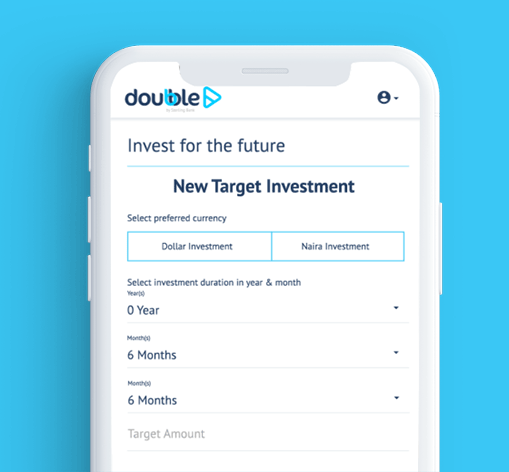 doubble
Invest for the future
New Target Investment
Select preferred currency
Dollar Investment Naira Investment
Select investment duration in year & month
Year(s)
0 Year
Month(s)
6 Months
Month(s)
6 Months
Target Amount